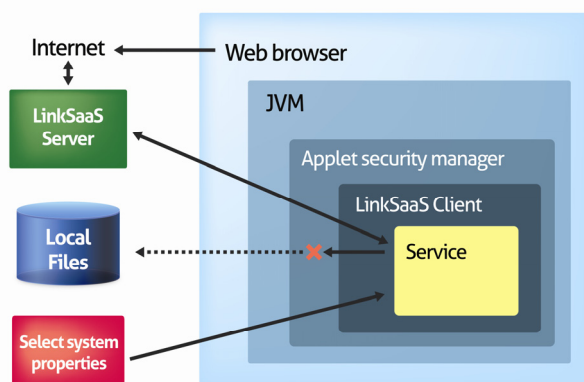 Internet
Web browser
JVM
LinkSaaS
Server
Applet security manager
LinkSaaS Client
Local
Files
Service
Select system
properties